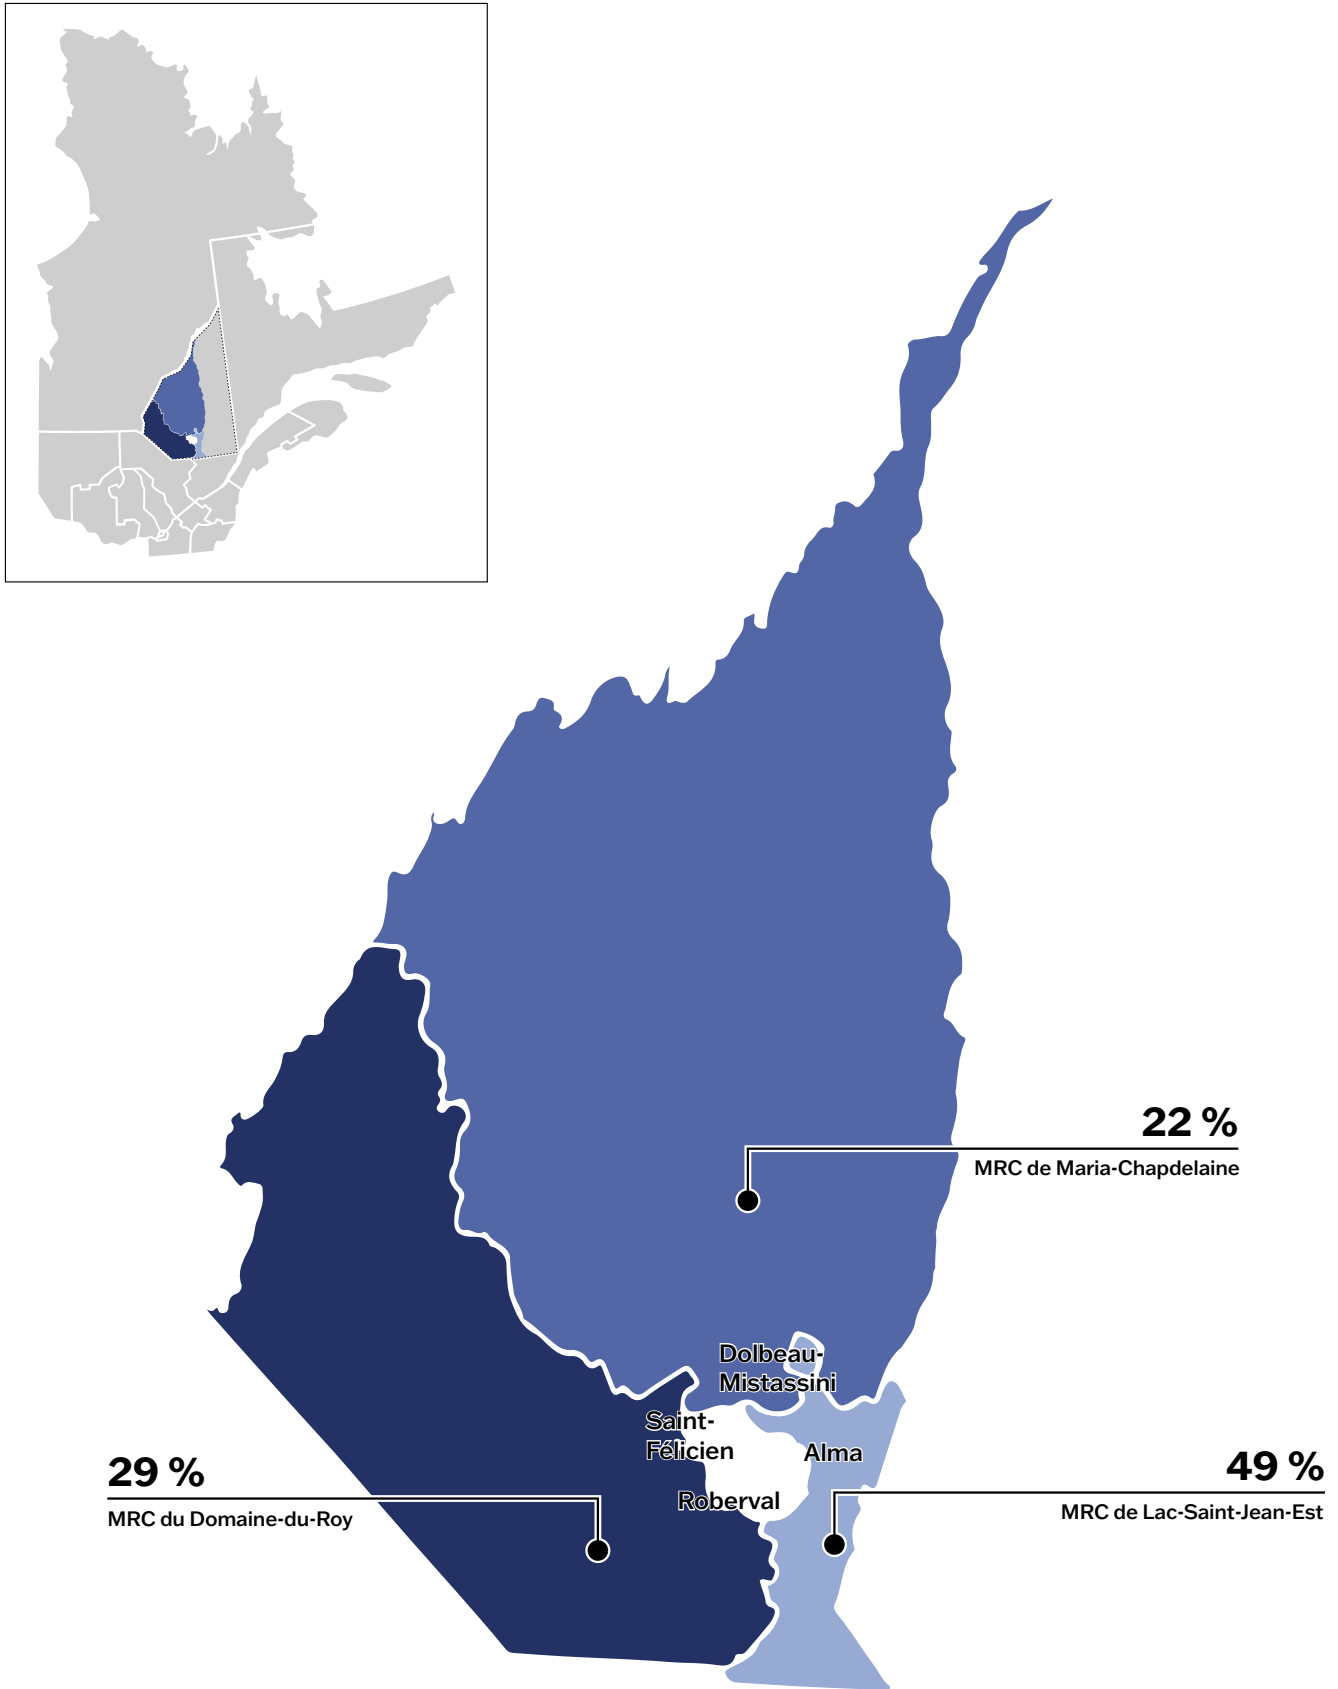 22 %
MRC de Maria-Chapdelaine
Dolbeau-
Mistassini
Saint-
Félicien
Alma
Roberval
29 %
MRC du Domaine-du-Roy
49 %
MRC de Lac-Saint-Jean-Est